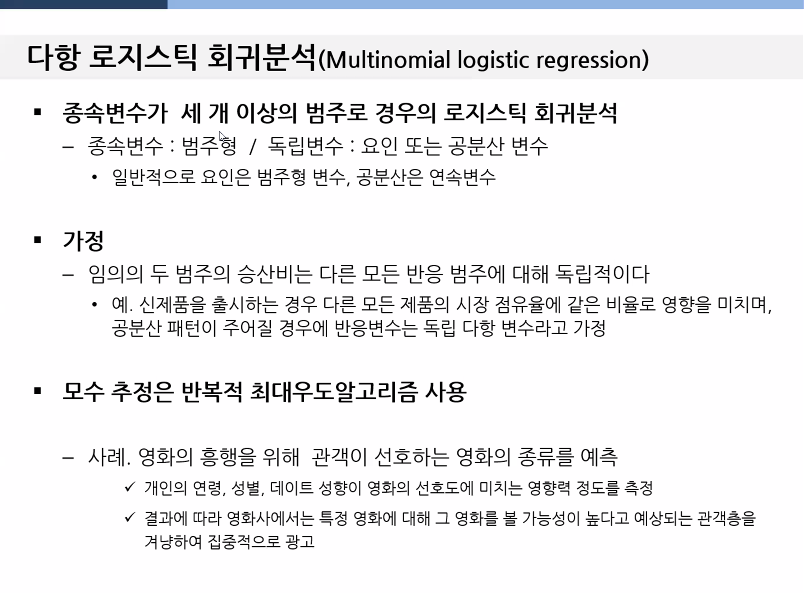 다항 로지스틱 회귀분석(Multinomial logistic regression)
▪ 종속변수가 세 개 이상의 범주로 경우의 로지스틱 회귀분석
– 종속변수 : 범주형 / 독립변수 : 요인 또는 공분산 변수
• 일반적으로 요인은 범주형 변수, 공분산은 연속변수
▪ 가정
– 임의의 두 범주의 승산비는 다른 모든 반응 범주에 대해 독립적이다
• 예. 신제품을 출시하는 경우 다른 모든 제품의 시장 점유율에 같은 비율로 영향을 미치며,
공분산 패턴이 주어질 경우에 반응변수는 독립 다항 변수라고 가정
▪ 모수 추정은 반복적 최대우도알고리즘 사용
– 사례. 영화의 흥행을 위해 관객이 선호하는 영화의 종류를 예측
✓ 개인의 연령, 성별, 데이트 성향이 영화의 선호도에 미치는 영향력 정도를 측정
✓ 결과에 따라 영화사에서는 특정 영화에 대해 그 영화를 볼 가능성이 높다고 예상되는 관객층을
겨냥하여 집중적으로 광고